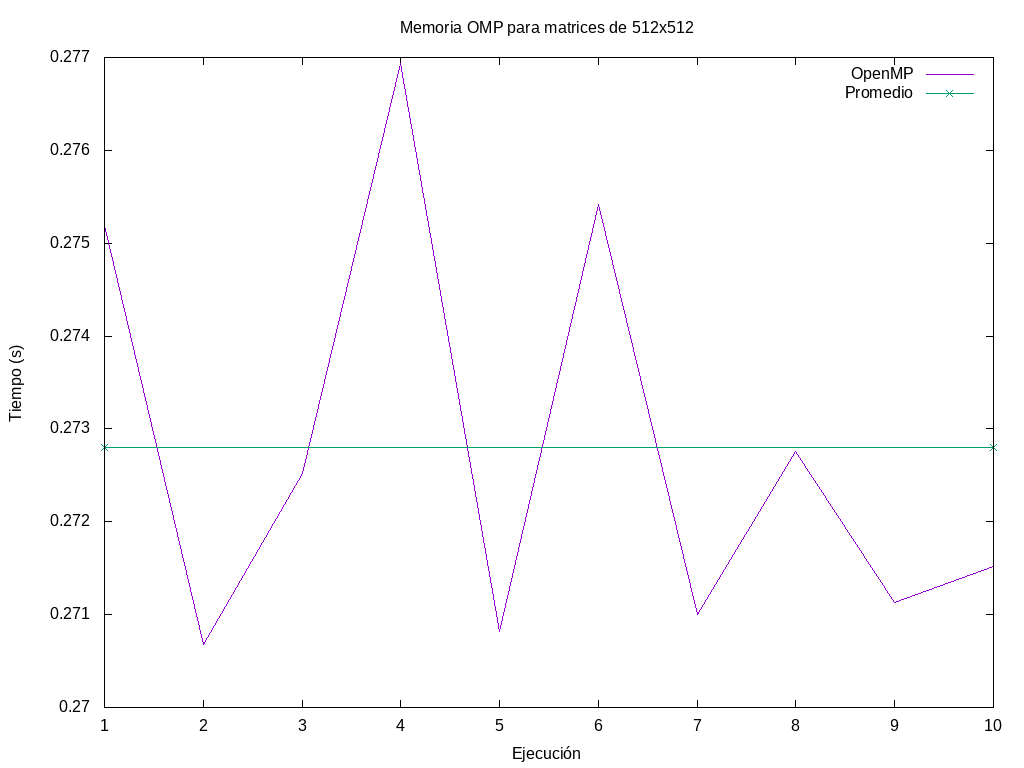 Memoria OMP para matrices de 512x512
0.277
0.276
0.275
0.274
0.273
0.272
0.271
0.27
Tiempo (s)
OpenMP
Promedio
1 2 3 4 5 6 7 8 9 10
Ejecución